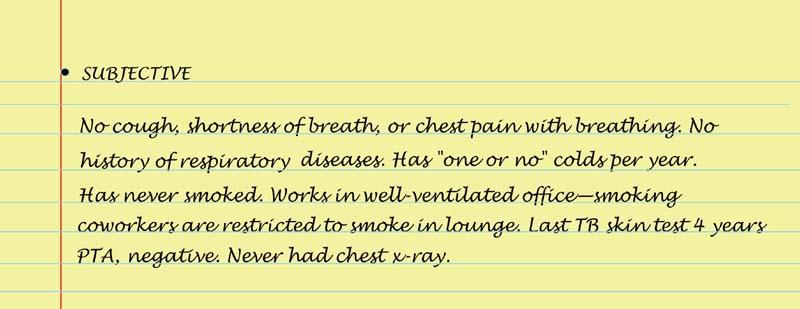 • SUBJECTIVE
No cough, shortness of breath, or chest pain with breathing. No
history of respiratory diseases. Has "one or no" colds per year.
Has never smoked. Works in well-ventilated office—smoking
coworkers are restricted to smoke in lounge. Last TB skin test 4 years
PTA, negative. Never had chest x-ray.